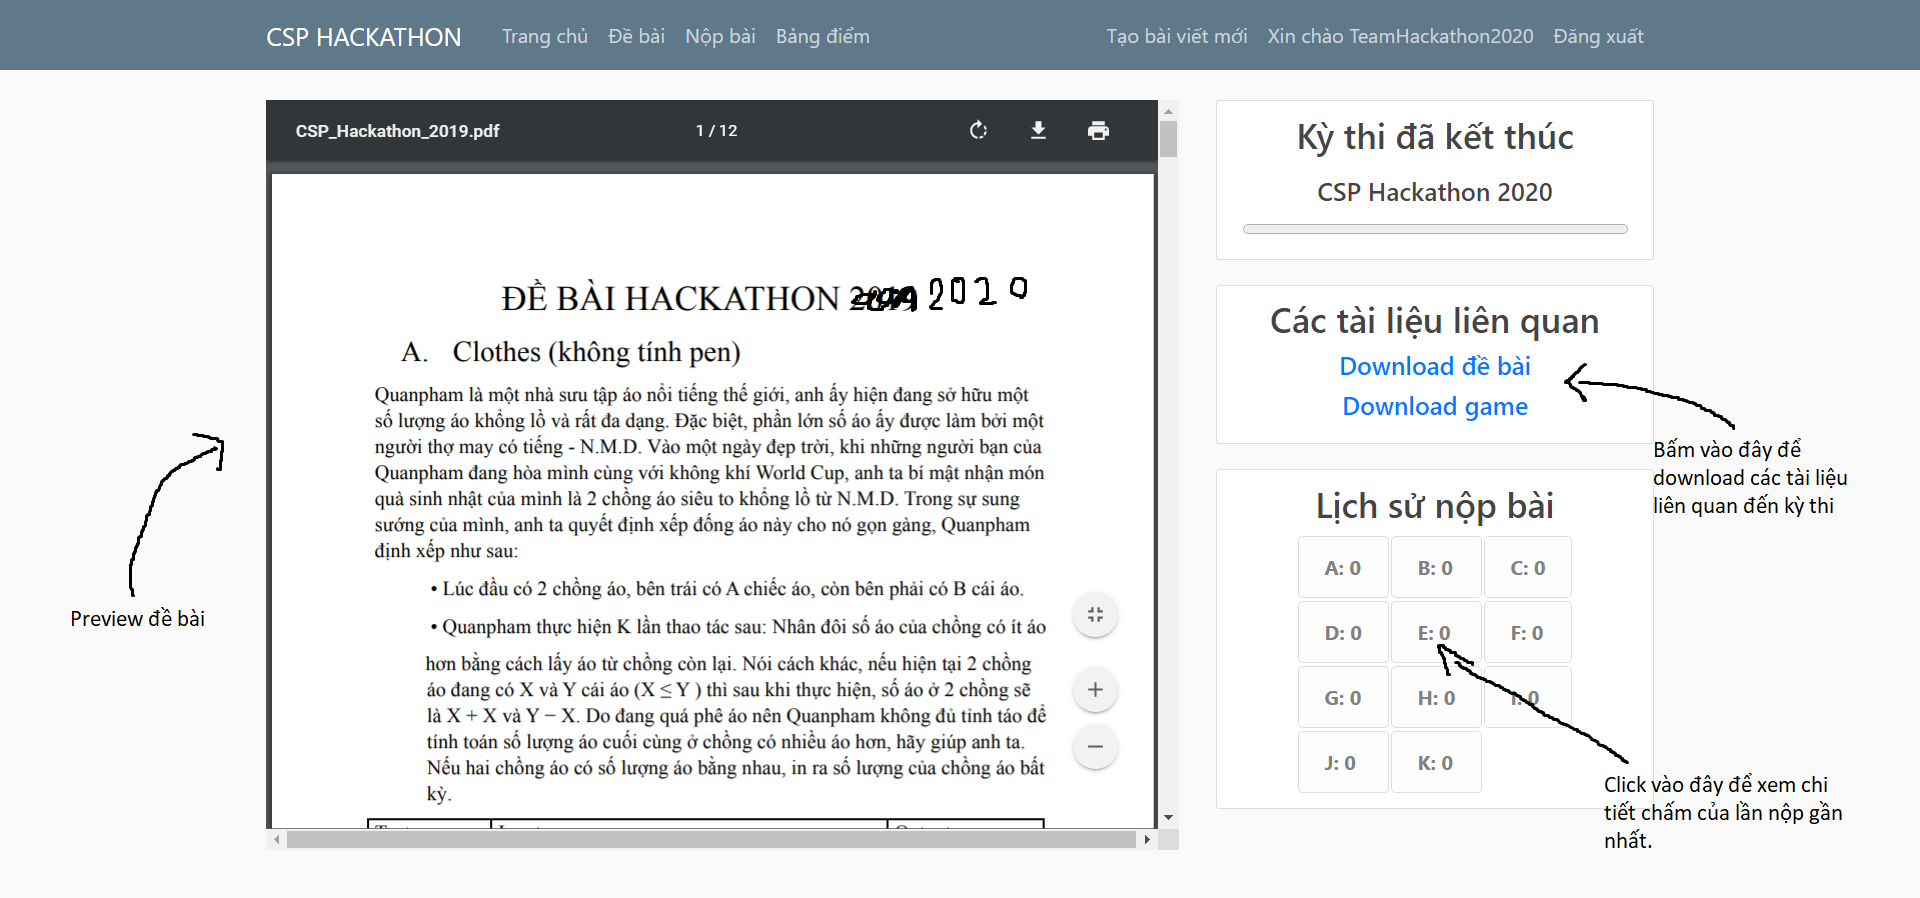 CSP HACKATHON Trang chủ Đề bài Nộp bài Bảng điểm Tạo bài viết mới Xin chào TeamHackathon2020 Đăng xuất
CSP_Hackathon_2019.pdf 1 / 12
ĐỀ BÀI HACKATHON 2019 2020
A. Clothes (không tính pen)
Quanpham là một nhà sưu tập áo nổi tiếng thế giới, anh ấy hiện đang sở hữu một
số lượng áo khổng lồ và rất đa dạng. Đặc biệt, phần lớn số áo ấy được làm bởi một
người thợ may có tiếng - N.M.D. Vào một ngày đẹp trời, khi những người bạn của
Quanpham đang hòa mình cùng với không khí World Cup, anh ta bí mật nhận món
quà sinh nhật của mình là 2 chồng áo siêu to khổng lồ từ N.M.D. Trong sự sung
sướng của mình, anh ta quyết định xếp đống áo này cho nó gọn gàng, Quanpham
định xếp như sau:
• Lúc đầu có 2 chồng áo, bên trái có A chiếc áo, còn bên phải có B cái áo.
• Quanpham thực hiện K lần thao tác sau: Nhân đôi số áo của chồng có ít áo
hơn bằng cách lấy áo từ chồng còn lại. Nói cách khác, nếu hiện tại 2 chồng
áo đang có X và Y cái áo (X ≤ Y ) thì sau khi thực hiện, số áo ở 2 chồng sẽ
là X + X và Y − X. Do đang quá phê áo nên Quanpham không đủ tỉnh táo để
tính toán số lượng áo cuối cùng ở chồng có nhiều áo hơn, hãy giúp anh ta.
Nếu hai chồng áo có số lượng áo bằng nhau, in ra số lượng của chồng áo bất
kỳ.
Preview đề bài
Kỳ thi đã kết thúc
CSP Hackathon 2020
Các tài liệu liên quan
Download đề bài
Download game
Bấm vào đây để
download các tài liệu
liên quan đến kỳ thi
Lịch sử nộp bài
A: 0 B: 0 C: 0
D: 0 E: 0 F: 0
G: 0 H: 0 I: 0
J: 0 K: 0
Click vào đây để xem chi
tiết chấm của lần nộp gần
nhất.